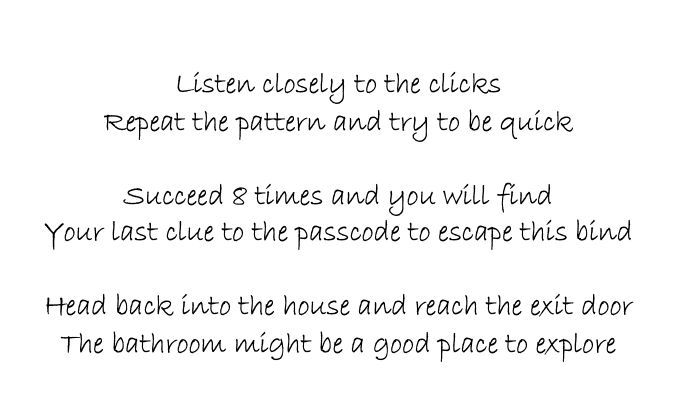 Listen closely to the clicks
Repeat the pattern and try to be quick
Succeed 8 times and you will find
Your last clue to the passcode to escape this bind
Head back into the house and reach the exit door
The bathroom might be a good place to explore